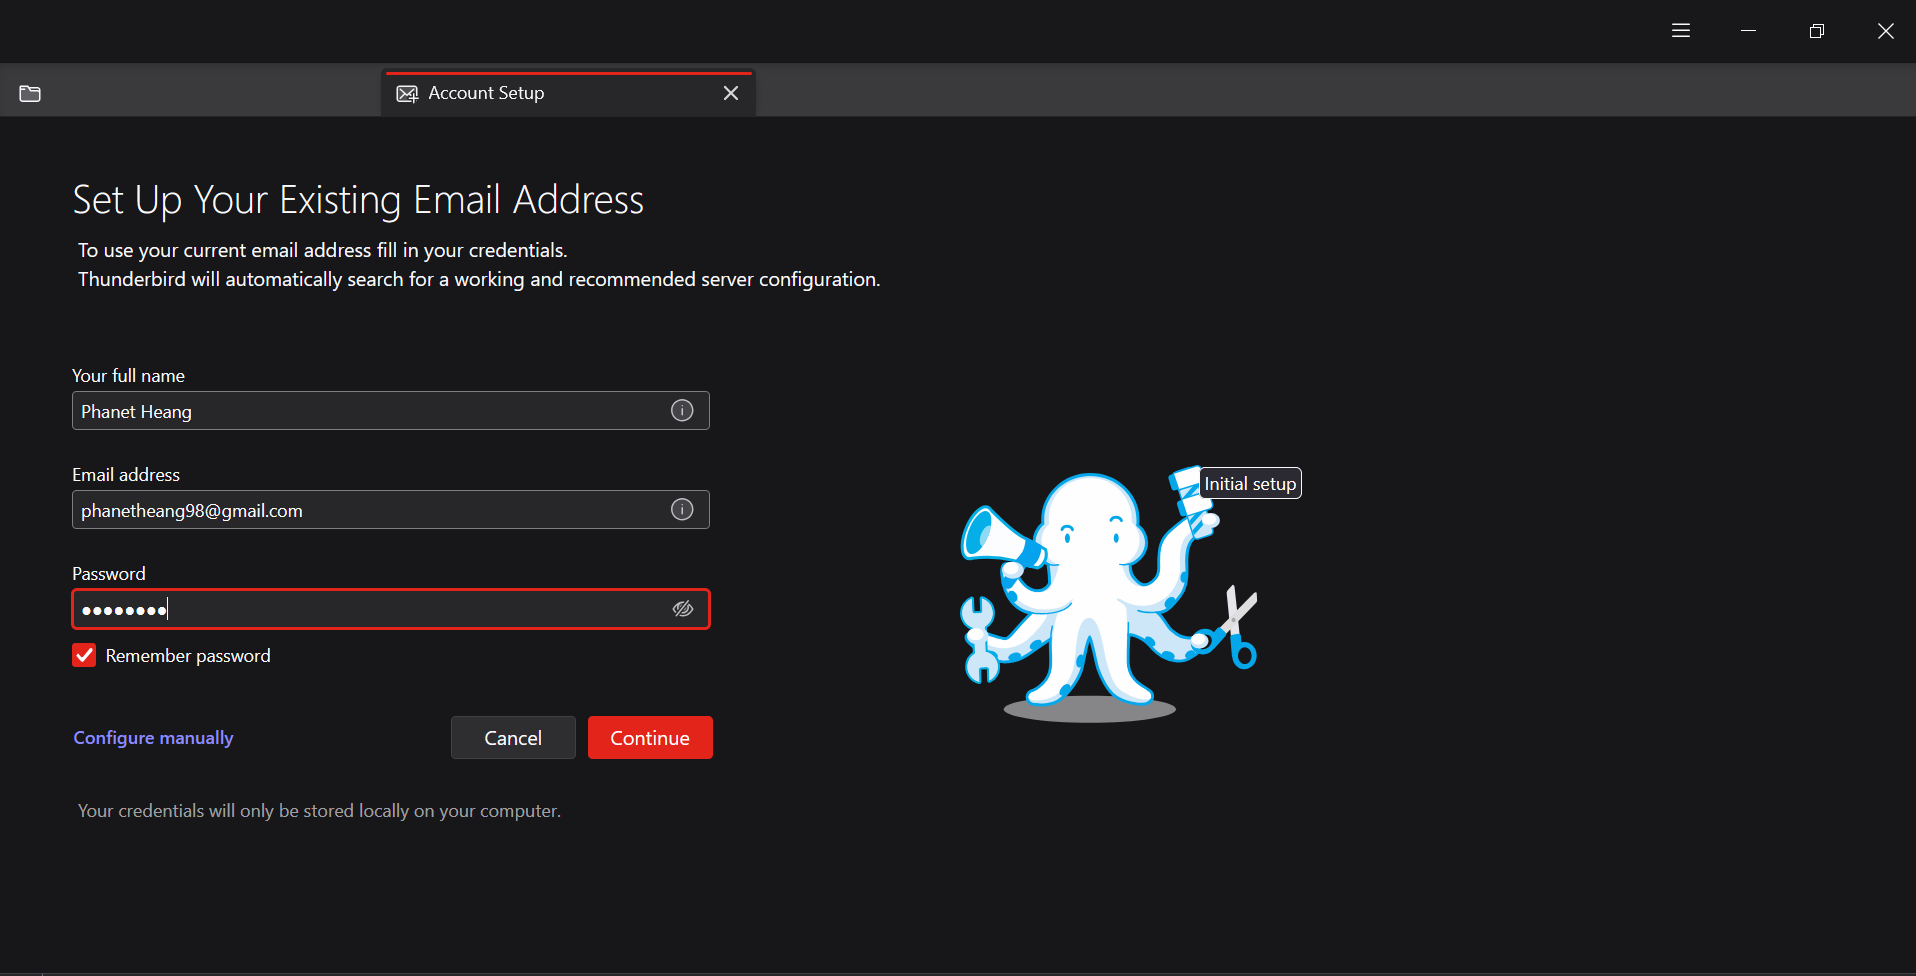 Account Setup
Set Up Your Existing Email Address
To use your current email address fill in your credentials.
Thunderbird will automatically search for a working and recommended server configuration.
Your full name
Phanet Heang
Email address
phanetheang98@gmail.com
Initial setup
Password
••••••••
Remember password
Configure manually
Cancel
Continue
Your credentials will only be stored locally on your computer.